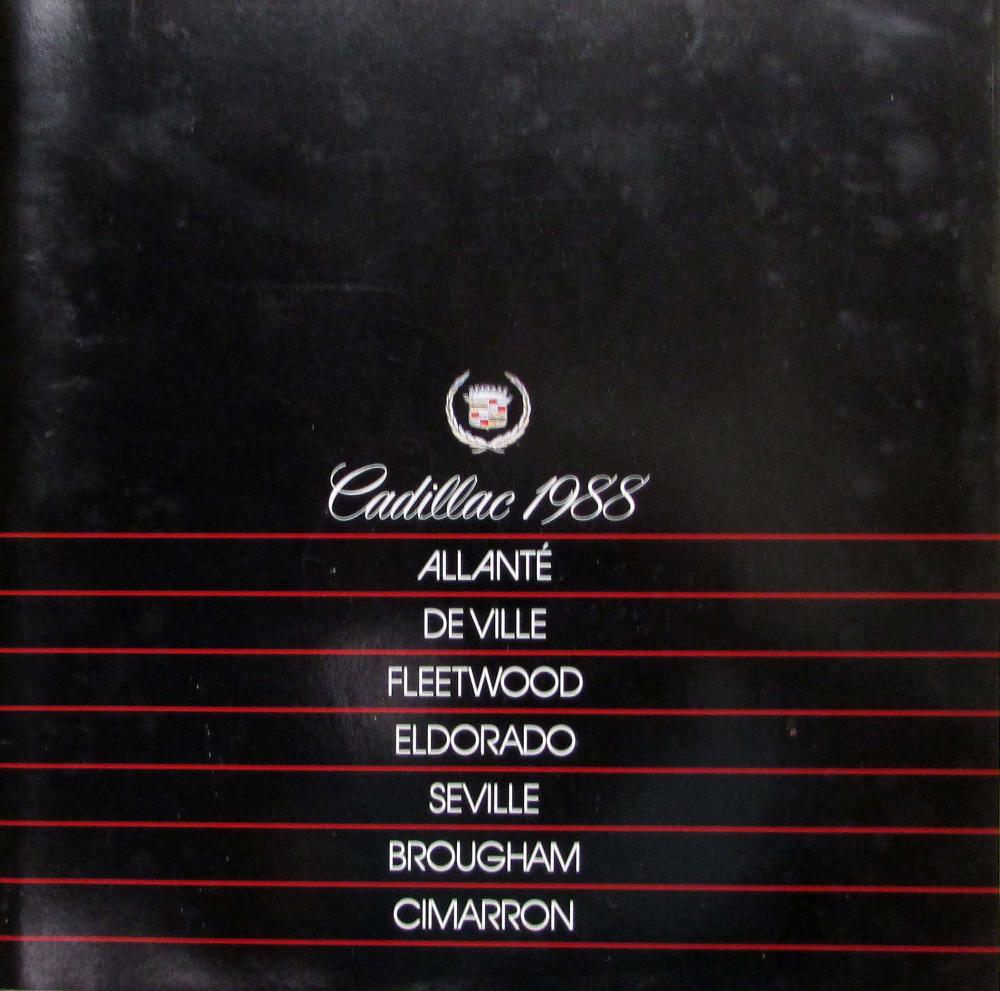 Cadillac 1988
ALLANTÉ
DE VILLE
FLEETWOOD
ELDORADO
SEVILLE
BROUGHAM
CIMARRON